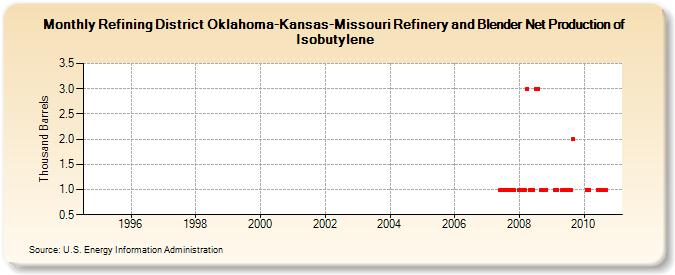 Monthly Refining District Oklahoma-Kansas-Missouri Refinery and Blender Net Production of
Isobutylene
Thousand Barrels
3.5
3.0
2.5
2.0
1.5
1.0
0.5
1996 1998 2000 2002 2004 2006 2008 2010
Source: U.S. Energy Information Administration